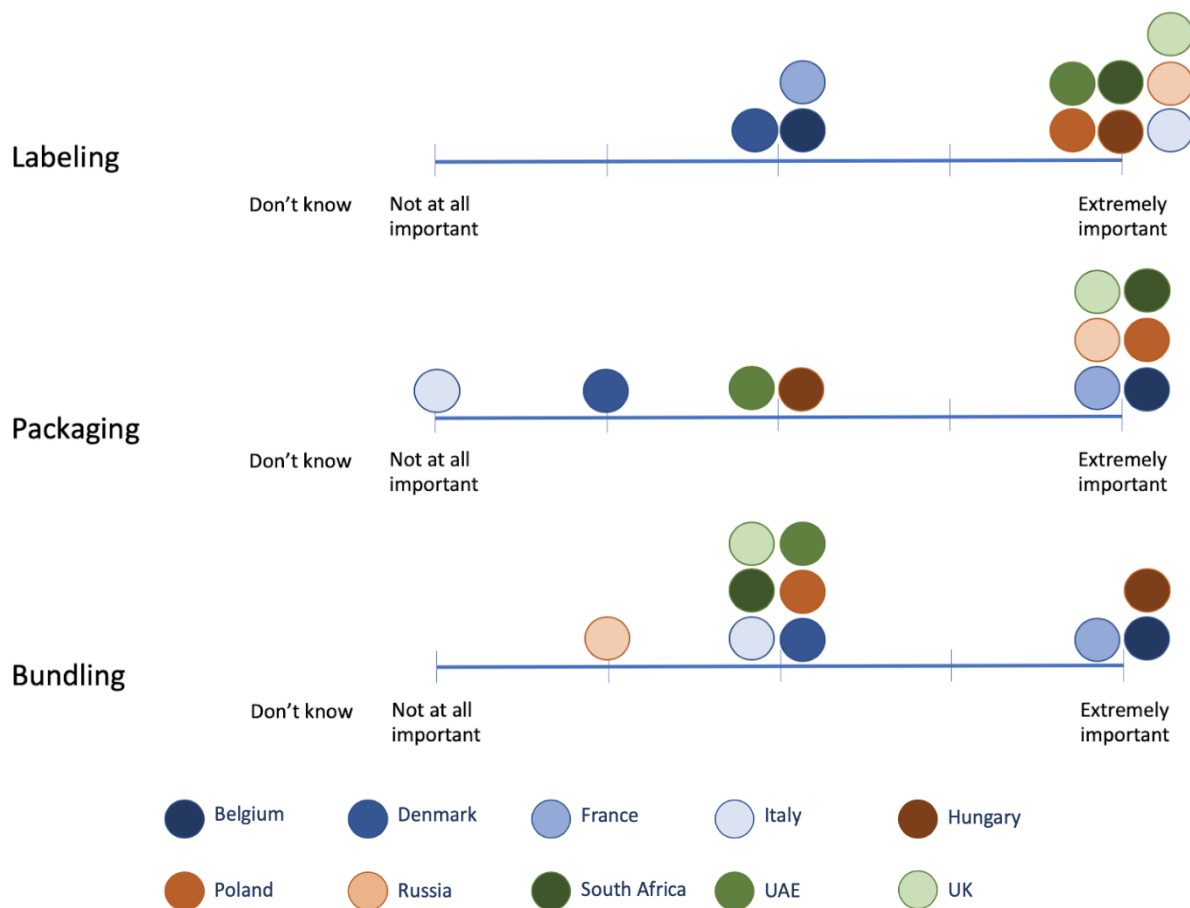 Labeling
Don't know
Not at all
important
Extremely
important
Packaging
Don't know
Not at all
important
Extremely
important
Bundling
Don't know
Not at all
important
Extremely
important
Belgium
Denmark
France
Italy
Hungary
Poland
Russia
South Africa
UAE
UK